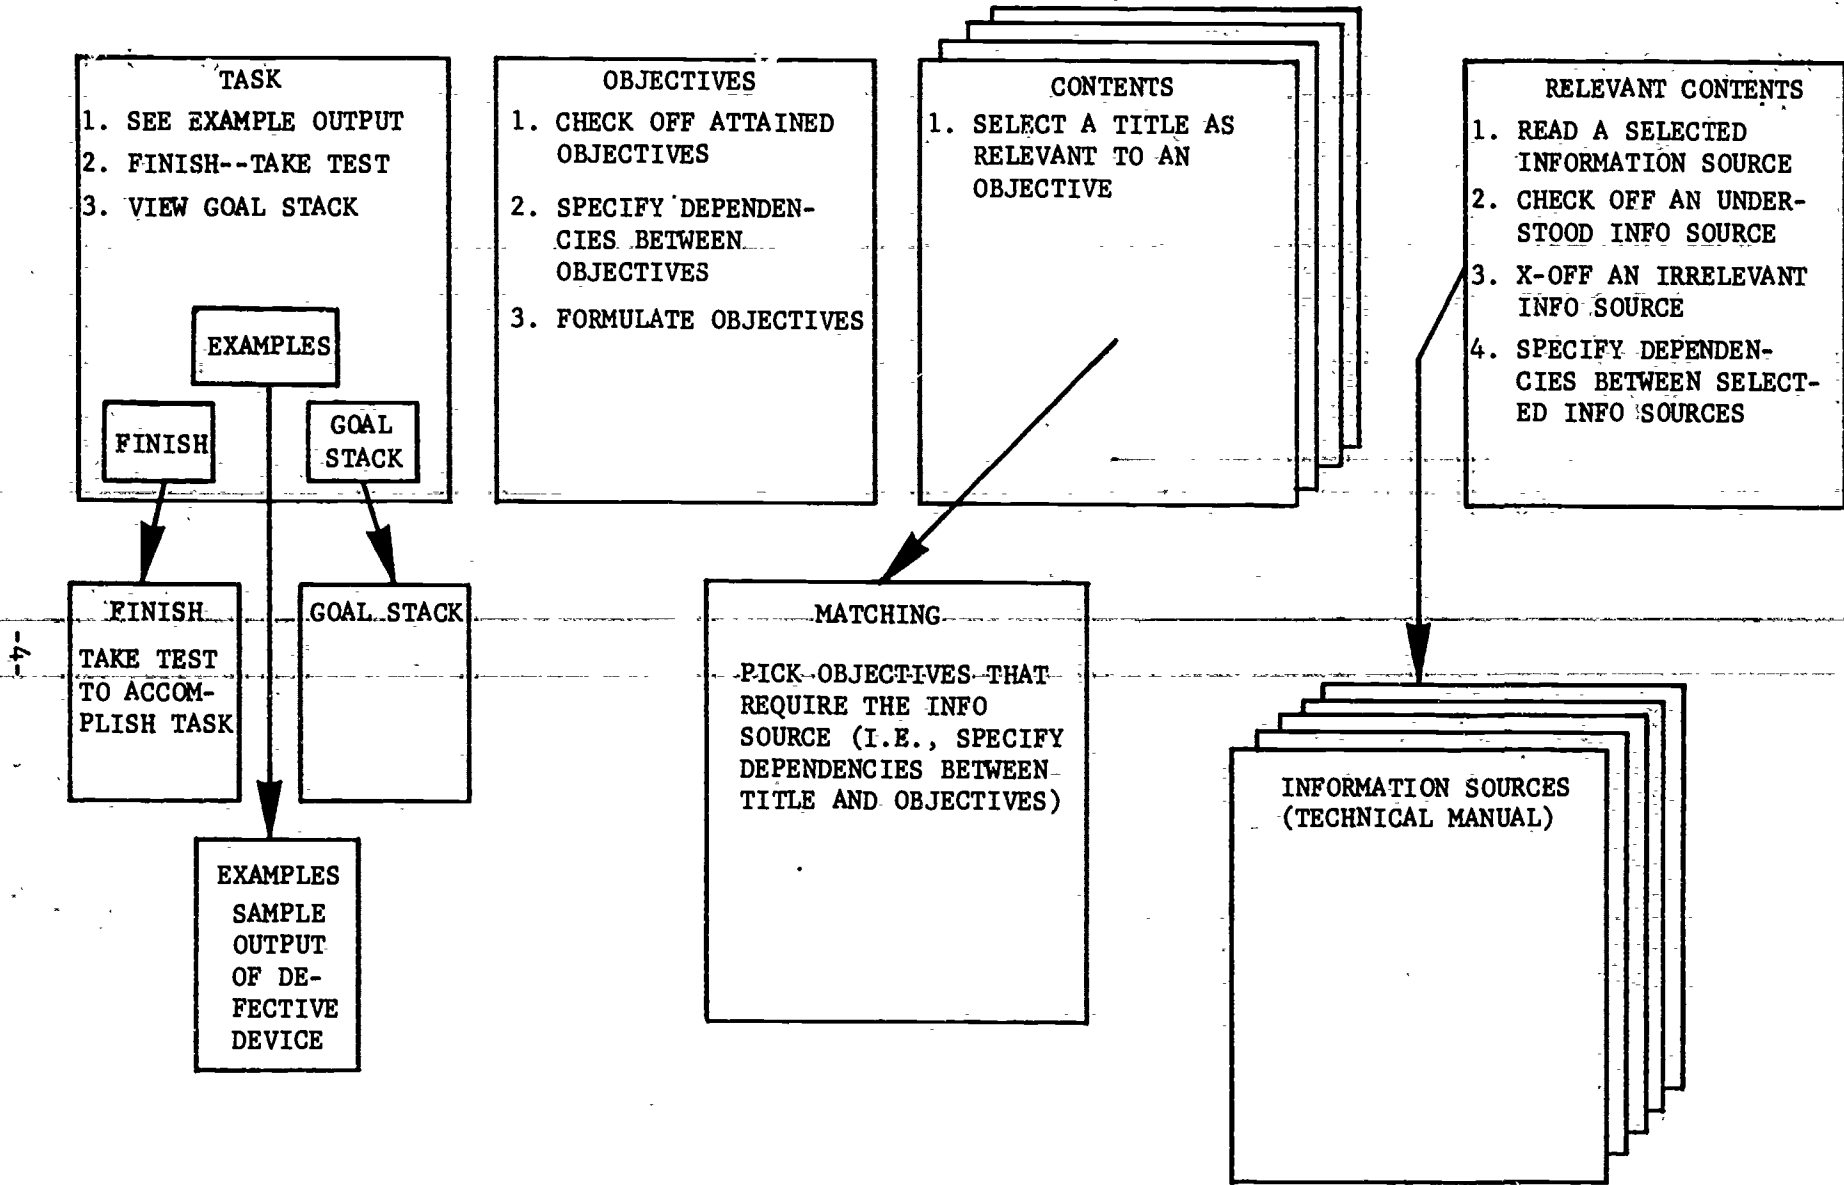 TASK
1. SEE EXAMPLE OUTPUT
2. FINISH--TAKE TEST
3. VIEW GOAL STACK
EXAMPLES
FINISH
GOAL
STACK
OBJECTIVES
1. CHECK OFF ATTAINED
OBJECTIVES
2. SPECIFY DEPENDEN-
CIES BETWEEN
OBJECTIVES
3. FORMULATE OBJECTIVES
CONTENTS
1. SELECT A TITLE AS
RELEVANT TO AN
OBJECTIVE
RELEVANT CONTENTS
1. READ A SELECTED
INFORMATION SOURCE
2. CHECK OFF AN UNDER-
STOOD INFO SOURCE
3. X-OFF AN IRRELEVANT
INFO SOURCE
4. SPECIFY DEPENDEN-
CIES BETWEEN SELECT-
ED INFO SOURCES
FINISH
TAKE TEST
TO ACCOM-
PLISH TASK
GOAL STACK
EXAMPLES
SAMPLE
OUTPUT
OF DE-
FECTIVE
DEVICE
MATCHING
PICK OBJECTIVES THAT
REQUIRE THE INFO
SOURCE (I.E., SPECIFY
DEPENDENCIES BETWEEN
TITLE AND OBJECTIVES)
INFORMATION SOURCES
(TECHNICAL MANUAL)
-4-